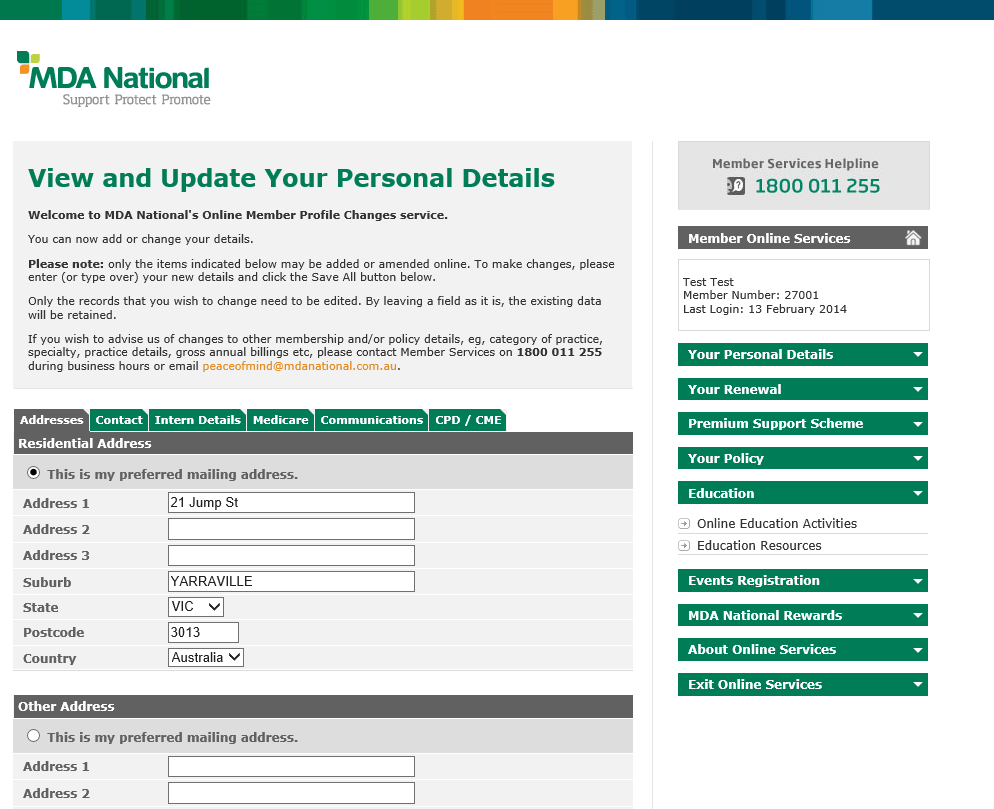 MDA National
Support Protect Promote
View and Update Your Personal Details
Welcome to MDA National's Online Member Profile Changes service.
You can now add or change your details.
Please note: only the items indicated below may be added or amended online. To make changes, please
enter (or type over) your new details and click the Save All button below.
Only the records that you wish to change need to be edited. By leaving a field as it is, the existing data
will be retained.
If you wish to advise us of changes to other membership and/or policy details, eg, category of practice,
specialty, practice details, gross annual billings etc, please contact Member Services on 1800 011 255
during business hours or email peaceofmind@mdanational.com.au.
Addresses Contact Intern Details Medicare Communications CPD / CME
Residential Address
This is my preferred mailing address.
Address 1 21 Jump St
Address 2
Address 3
Suburb YARRAVILLE
State VIC
Postcode 3013
Country Australia
Other Address
This is my preferred mailing address.
Address 1
Address 2
Member Services Helpline
1800 011 255
Member Online Services
Test Test
Member Number: 27001
Last Login: 13 February 2014
Your Personal Details
Your Renewal
Premium Support Scheme
Your Policy
Education
Online Education Activities
Education Resources
Events Registration
MDA National Rewards
About Online Services
Exit Online Services